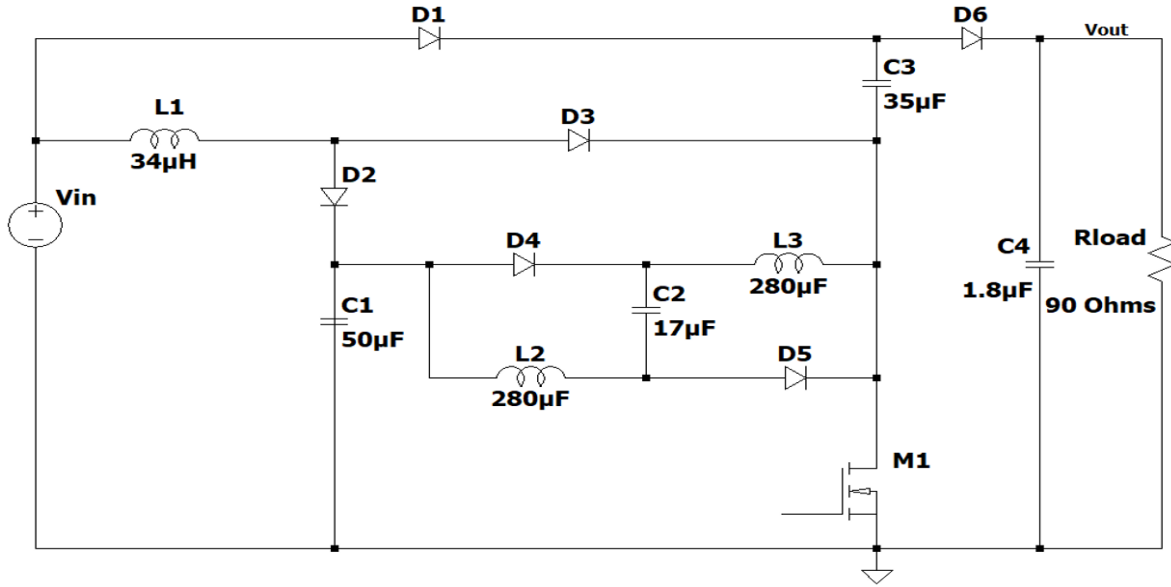 D1
D6
Vout
C3
35µF
L1
34µH
D3
D2
Vin
D4
L3
280µF
C4
1.8µF
Rload
90 Ohms
C1
50µF
C2
17µF
L2
280µF
D5
M1